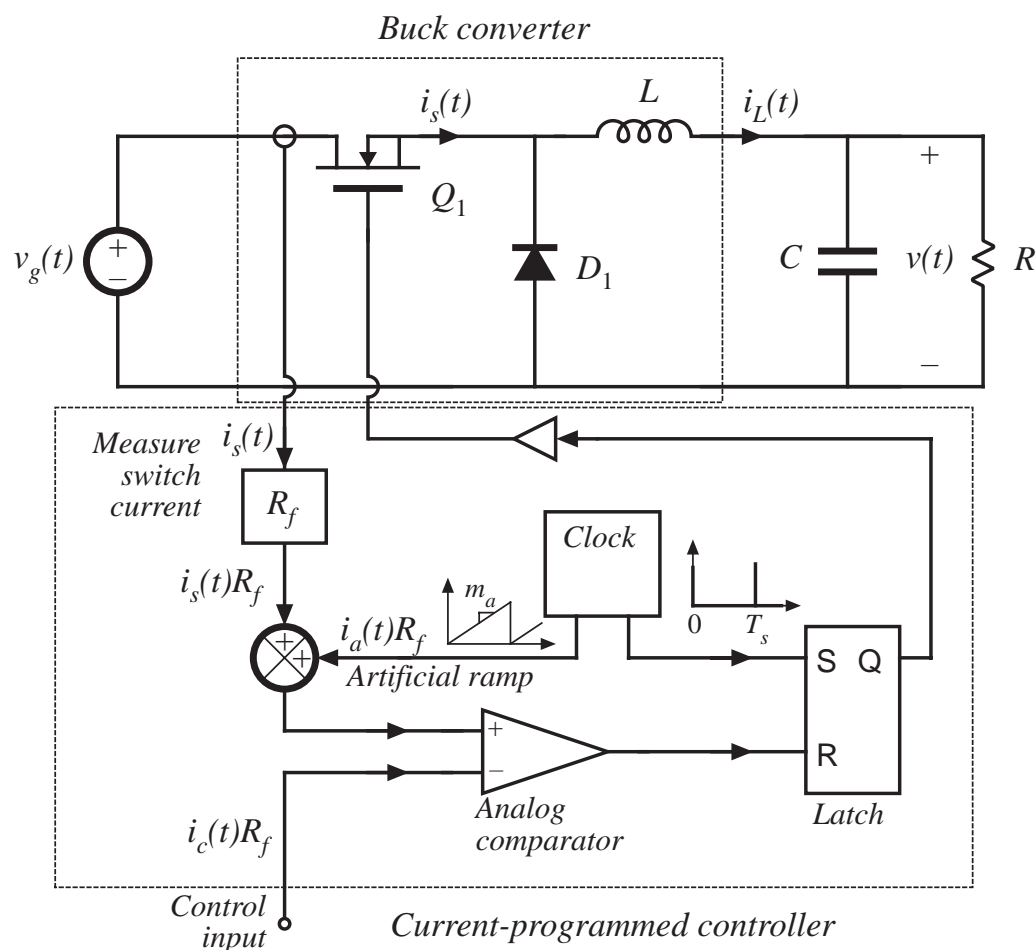 Buck converter
i_s(t)
L
i_L(t)
+
v_g(t)
+
–
Q_1
D_1
C
v(t)
R
–
Measure
switch
current
i_s(t)
R_f
Clock
i_s(t)R_f
m_a
0
T_s
+
+
i_a(t)R_f
Artificial ramp
S Q
R
+
–
Analog
comparator
Latch
i_c(t)R_f
Control
input
Current-programmed controller